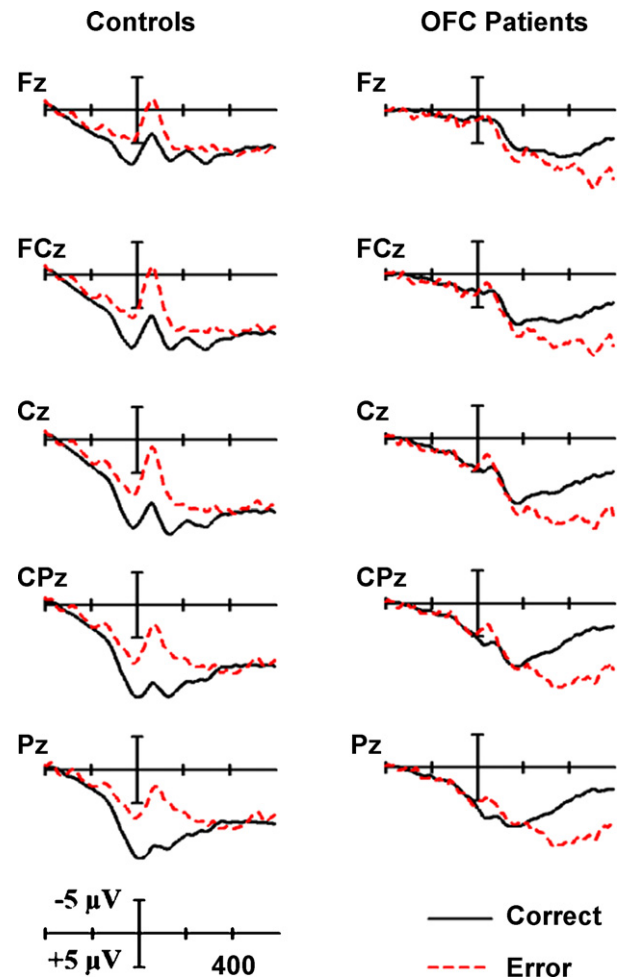 Controls OFC Patients
Fz Fz
FCz FCz
Cz Cz
CPz CPz
Pz Pz
-5 µV
+5 µV 400
Correct
Error